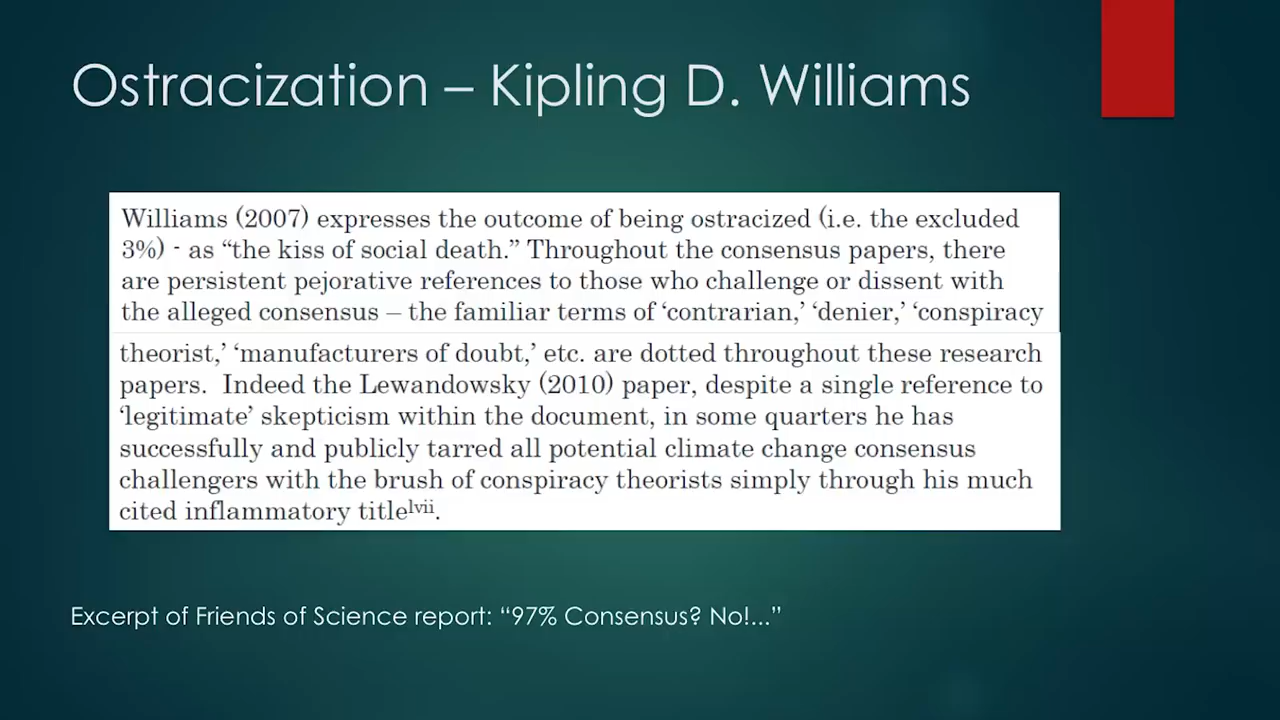 Ostracization – Kipling D. Williams
Williams (2007) expresses the outcome of being ostracized (i.e. the excluded
3%) - as “the kiss of social death.” Throughout the consensus papers, there
are persistent pejorative references to those who challenge or dissent with
the alleged consensus – the familiar terms of ‘contrarian,’ ‘denier,’ ‘conspiracy
theorist,’ ‘manufacturers of doubt,’ etc. are dotted throughout these research
papers.  Indeed the Lewandowsky (2010) paper, despite a single reference to
‘legitimate’ skepticism within the document, in some quarters he has
successfully and publicly tarred all potential climate change consensus
challengers with the brush of conspiracy theorists simply through his much
cited inflammatory titlelvii.
Excerpt of Friends of Science report: “97% Consensus? No!...”